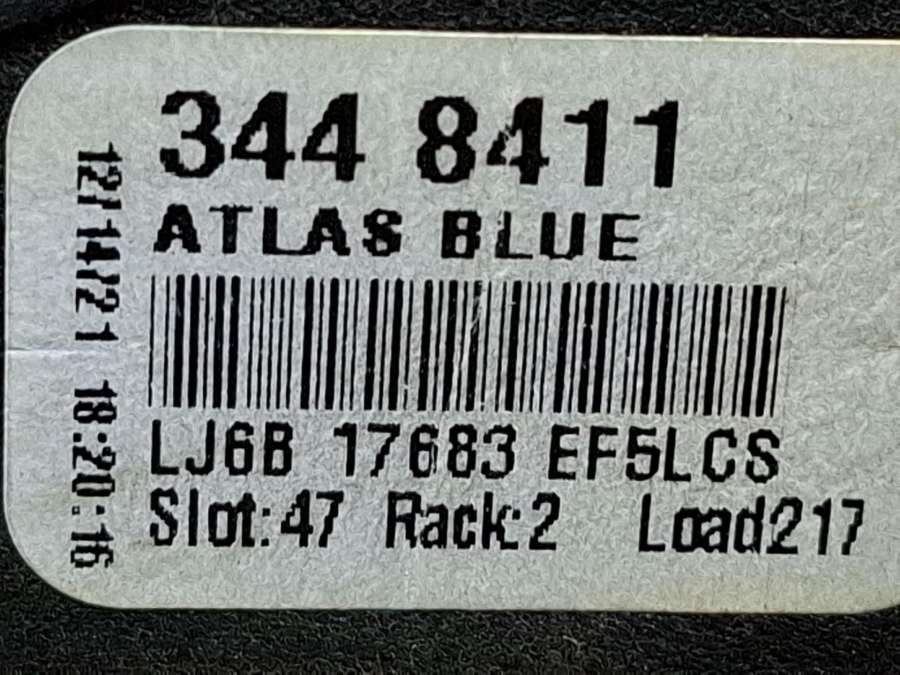 344 8411
ATLAS BLUE
LJ6B 17683 EF5LCS
Slot:47 Rack:2 Load217
12/14/21 18:20:16